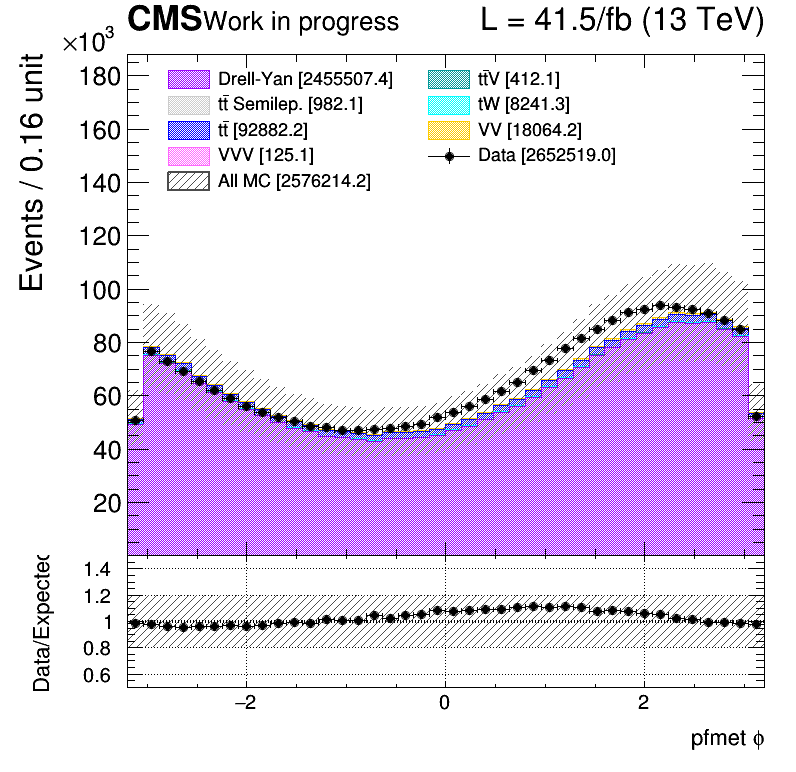 CMS Work in progress L = 41.5/fb (13 TeV)
×10³
Events / 0.16 unit
180
160
140
120
100
80
60
40
20
Drell-Yan [2455507.4]
tt̄ Semilep. [982.1]
tt̄ [92882.2]
VVV [125.1]
All MC [2576214.2]
tt̄V [412.1]
tW [8241.3]
VV [18064.2]
Data [2652519.0]
Data/Expected
1.4
1.2
1
0.6
0.8
−2
0
2
pfmet ϕ